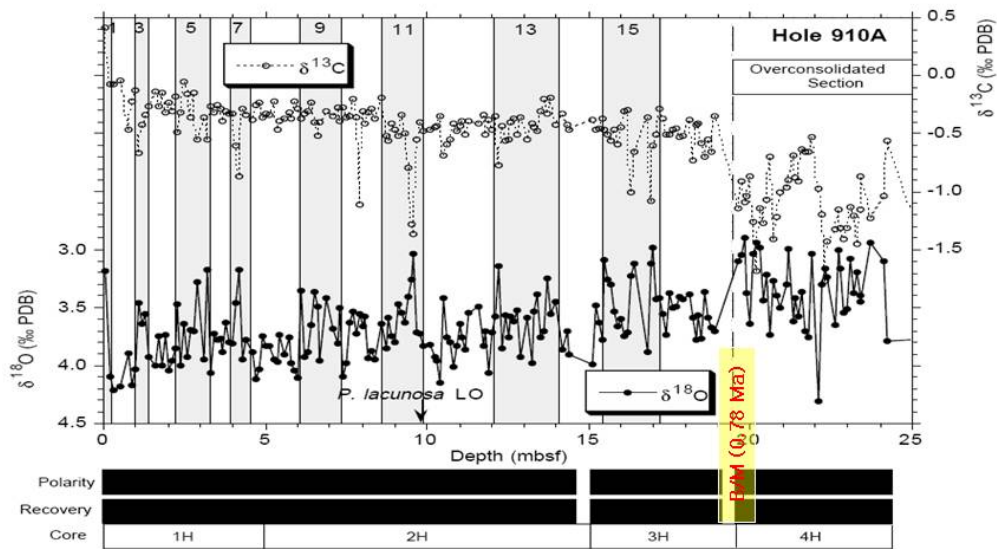 1 3 5 7 9 11 13 15
Hole 910A
Overconsolidated
Section
δ¹³C
0.5
0.0
-0.5
-1.0
-1.5
δ ¹³C (‰ PDB)
3.0
3.5
4.0
4.5
δ ¹⁸O (‰ PDB)
P. lacunosa LO
δ¹⁸O
B/M (0.78 Ma)
0 5 10 15 20 25
Depth (mbsf)
Polarity
Recovery
Core 1H 2H 3H 4H